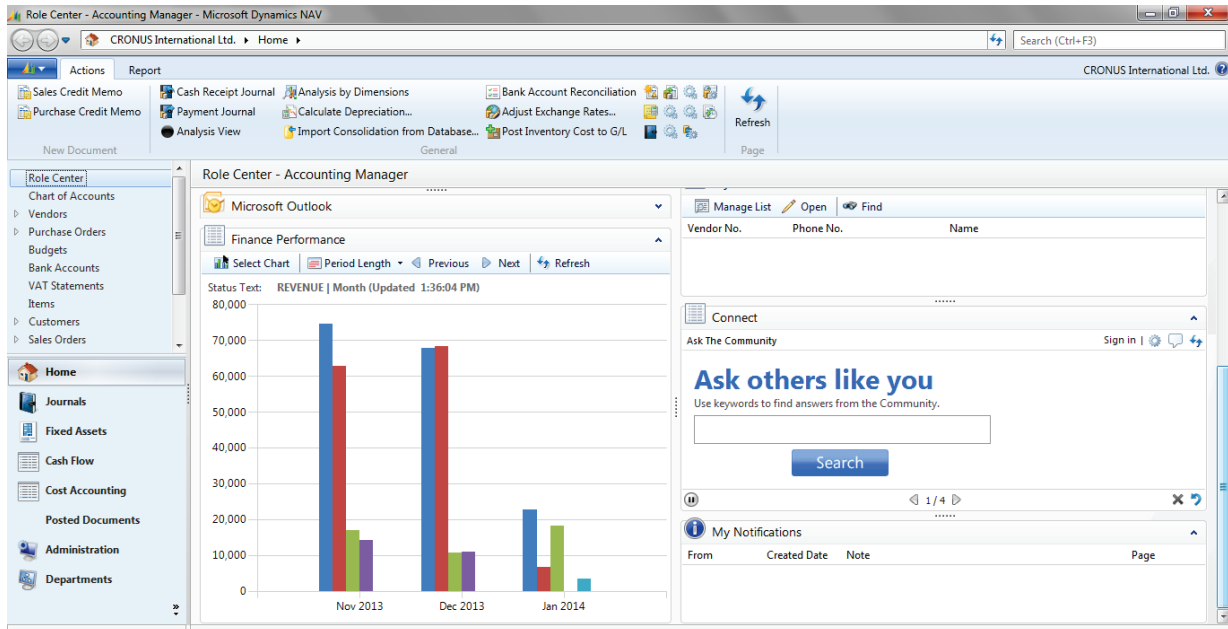 Role Center - Accounting Manager - Microsoft Dynamics NAV
CRONUS International Ltd. Home
Search (Ctrl+F3)
Actions Report
CRONUS International Ltd.
Sales Credit Memo Cash Receipt Journal Analysis by Dimensions Bank Account Reconciliation
Purchase Credit Memo Payment Journal Calculate Depreciation... Adjust Exchange Rates...
Analysis View Import Consolidation from Database... Post Inventory Cost to G/L
Refresh
New Document General Page
Role Center
Chart of Accounts
Vendors
Purchase Orders
Budgets
Bank Accounts
VAT Statements
Items
Customers
Sales Orders
Home
Journals
Fixed Assets
Cash Flow
Cost Accounting
Posted Documents
Administration
Departments
Role Center - Accounting Manager
Microsoft Outlook
Finance Performance
Select Chart Period Length Previous Next Refresh
Status Text: REVENUE | Month (Updated 1:36:04 PM)
80,000
70,000
60,000
50,000
40,000
30,000
20,000
10,000
0
Nov 2013 Dec 2013 Jan 2014
Manage List Open Find
Vendor No. Phone No. Name
Connect
Ask The Community Sign in |
Ask others like you
Use keywords to find answers from the Community.
Search
1 / 4
My Notifications
From Created Date Note Page